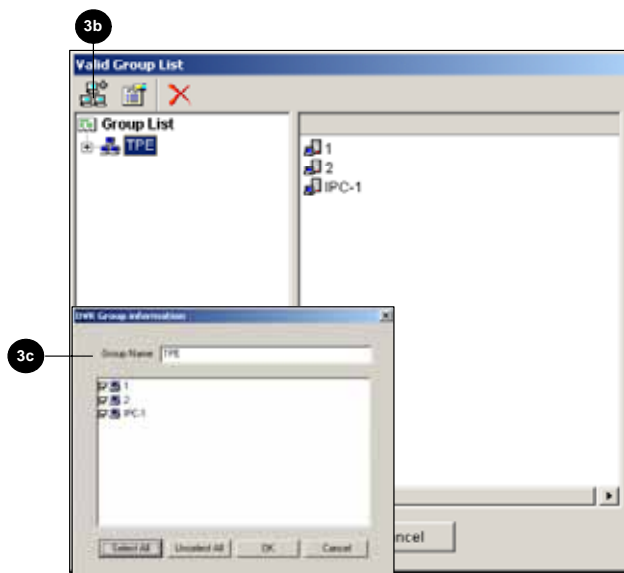 3b
Valid Group List
Group List
TPE
1
2
IPC-1
DVR Group information
3c
Group Name TPE
1
2
IPC-1
Select All Unselect All OK Cancel
ncel